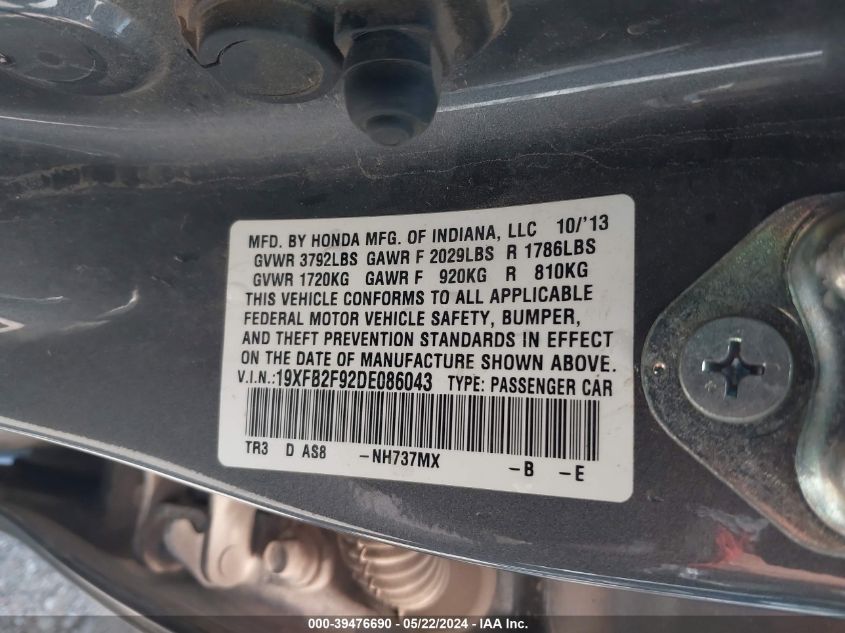 MFD. BY HONDA MFG. OF INDIANA, LLC 10/'13
GVWR 3792LBS GAWR F 2029LBS R 1786LBS
GVWR 1720KG GAWR F 920KG R 810KG
THIS VEHICLE CONFORMS TO ALL APPLICABLE
FEDERAL MOTOR VEHICLE SAFETY, BUMPER,
AND THEFT PREVENTION STANDARDS IN EFFECT
ON THE DATE OF MANUFACTURE SHOWN ABOVE.
V.I.N.:19XFB2F92DE086043 TYPE: PASSENGER CAR
TR3 D AS8 -NH737MX -B -E
000-39476690 - 05/22/2024 - IAA Inc.